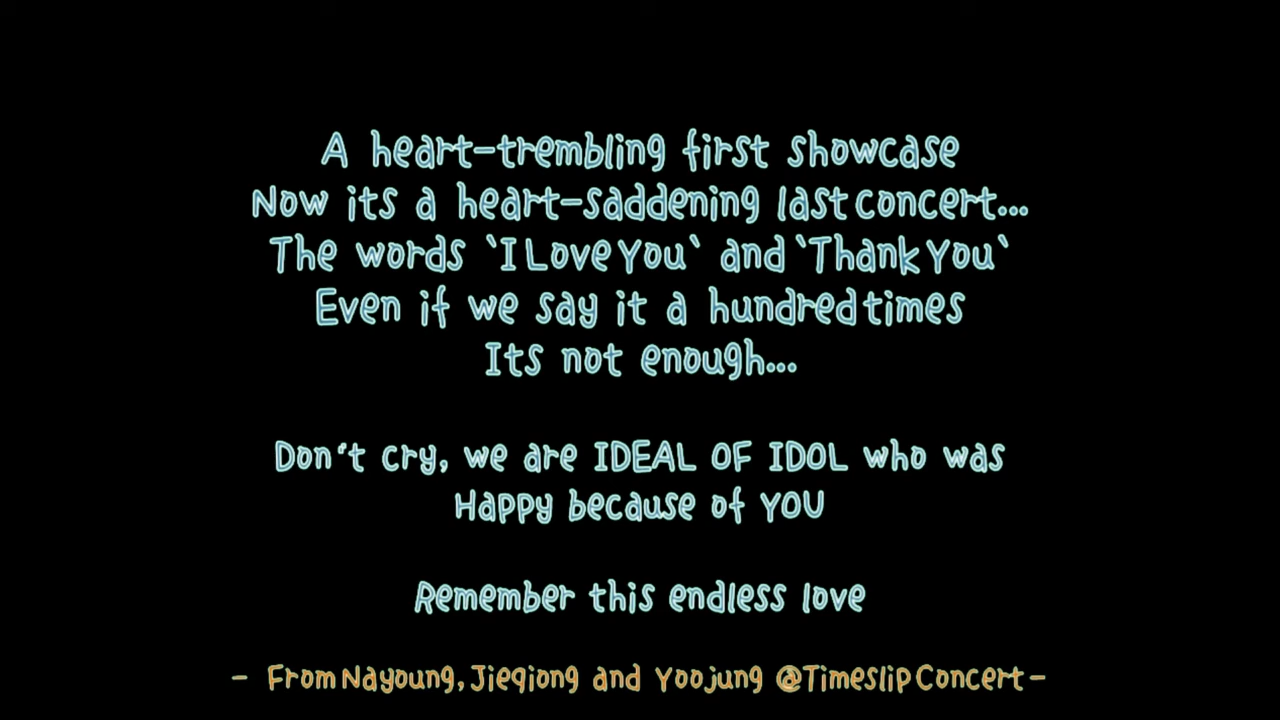 A heart-trembling first showcase
Now its a heart-saddening last concert...
The words `I Love You` and `Thank You`
Even if we say it a hundred times
Its not enough...
Don't cry, we are IDEAL OF IDOL who was
Happy because of YOU
Remember this endless love
- From Nayoung, Jieqiong and Yoojung @Timeslip Concert -